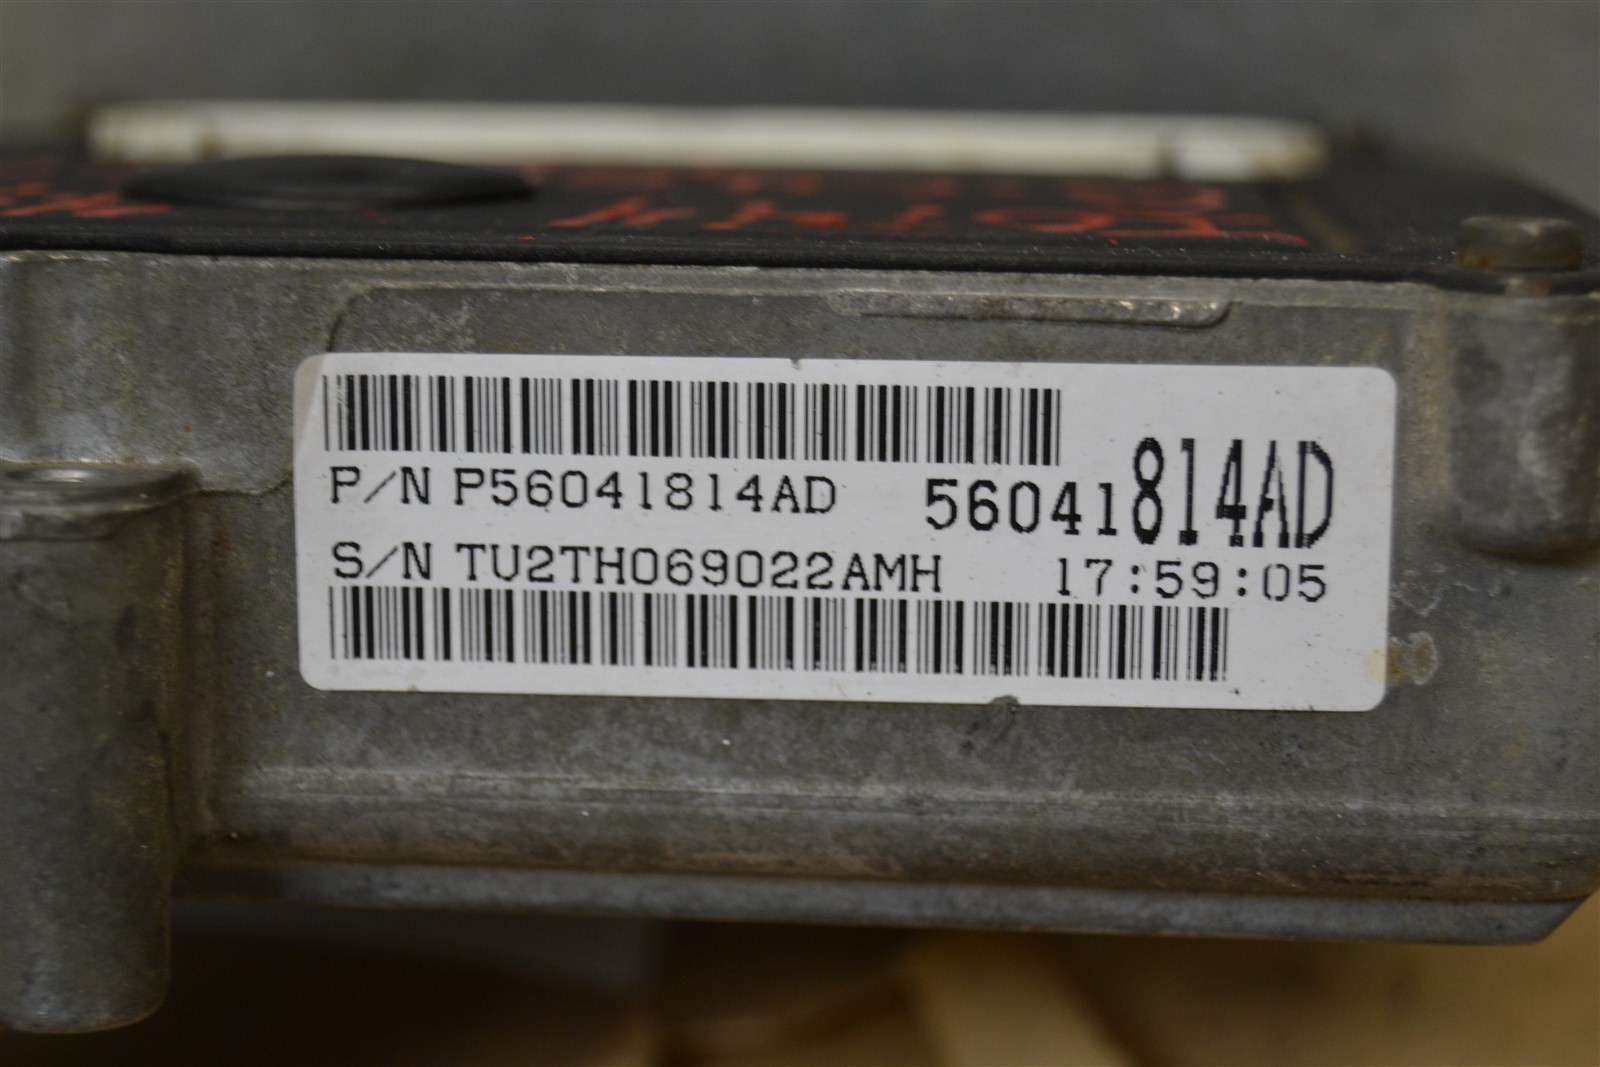 P/N P56041814AD 56041814AD
S/N TU2TH069022AMH 17:59:05